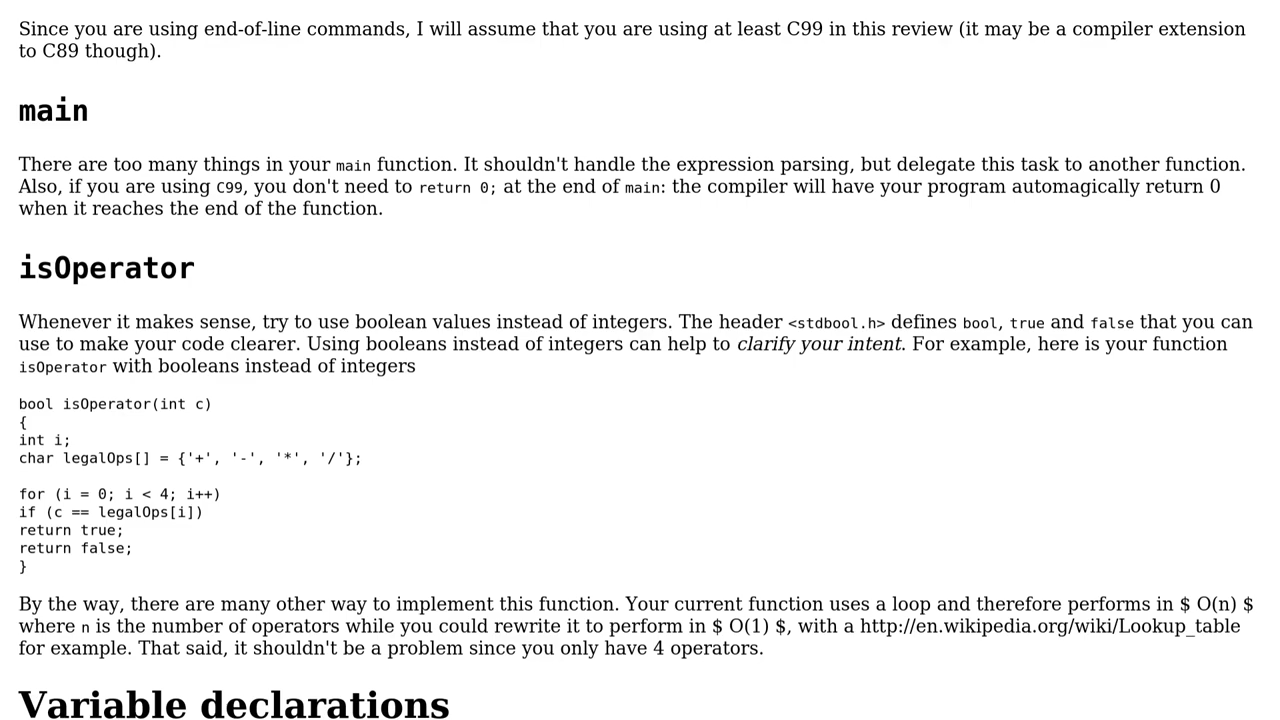 Since you are using end-of-line commands, I will assume that you are using at least C99 in this review (it may be a compiler extension
to C89 though).
main
There are too many things in your main function. It shouldn't handle the expression parsing, but delegate this task to another function.
Also, if you are using C99, you don't need to return 0; at the end of main: the compiler will have your program automagically return 0
when it reaches the end of the function.
isOperator
Whenever it makes sense, try to use boolean values instead of integers. The header <stdbool.h> defines bool, true and false that you can
use to make your code clearer. Using booleans instead of integers can help to clarify your intent. For example, here is your function
isOperator with booleans instead of integers
bool isOperator(int c)
{
int i;
char legalOps[] = {'+', '-', '*', '/'};
for (i = 0; i < 4; i++)
if (c == legalOps[i])
return true;
return false;
}
By the way, there are many other way to implement this function. Your current function uses a loop and therefore performs in $ O(n) $
where n is the number of operators while you could rewrite it to perform in $ O(1) $, with a http://en.wikipedia.org/wiki/Lookup_table
for example. That said, it shouldn't be a problem since you only have 4 operators.
Variable declarations